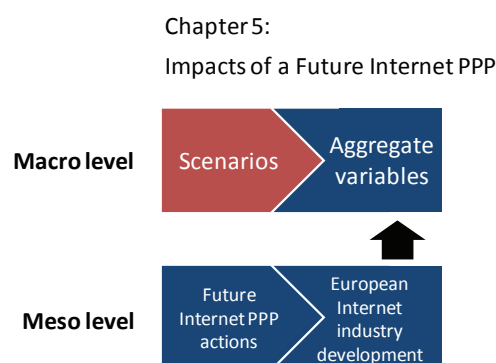 Chapter 5:
Impacts of a Future Internet PPP
Macro level
Scenarios
Aggregate
variables
Meso level
Future
Internet PPP
actions
European
Internet
industry
development